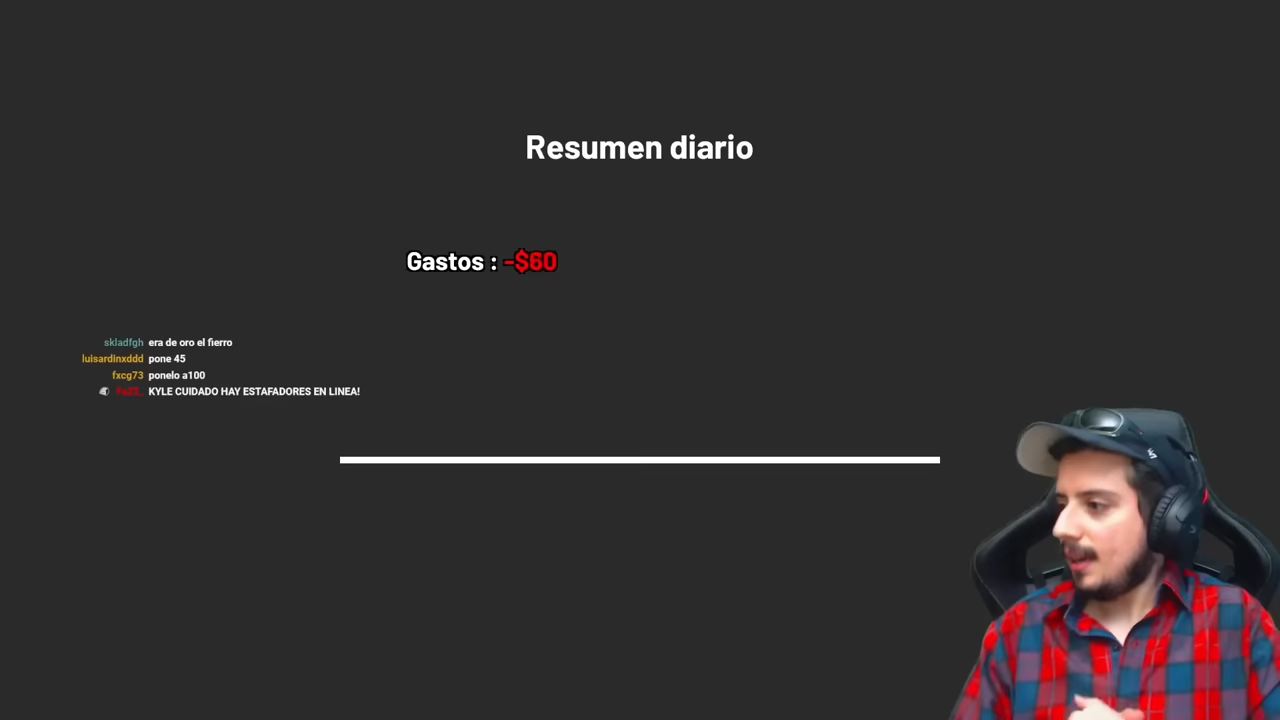 Resumen diario
Gastos : -$60
skladfgh era de oro el fierro
luisardinxddd pone 45
fxcg73 ponelo a100
KYLE CUIDADO HAY ESTAFADORES EN LINEA!